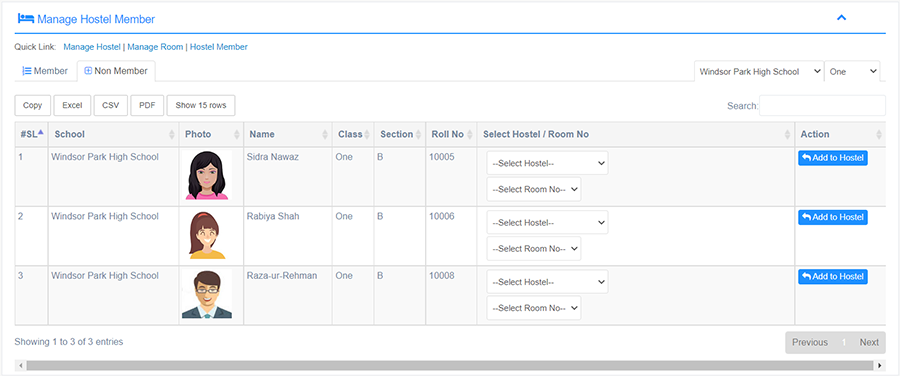 Manage Hostel Member
Quick Link: Manage Hostel | Manage Room | Hostel Member
Member Non Member Windsor Park High School One
Copy Excel CSV PDF Show 15 rows Search:
#SL School Photo Name Class Section Roll No Select Hostel / Room No Action
1 Windsor Park High School Sidra Nawaz One B 10005 --Select Hostel-- Add to Hostel
--Select Room No--
2 Windsor Park High School Rabiya Shah One B 10006 --Select Hostel-- Add to Hostel
--Select Room No--
3 Windsor Park High School Raza-ur-Rehman One B 10008 --Select Hostel-- Add to Hostel
--Select Room No--
Showing 1 to 3 of 3 entries Previous 1 Next